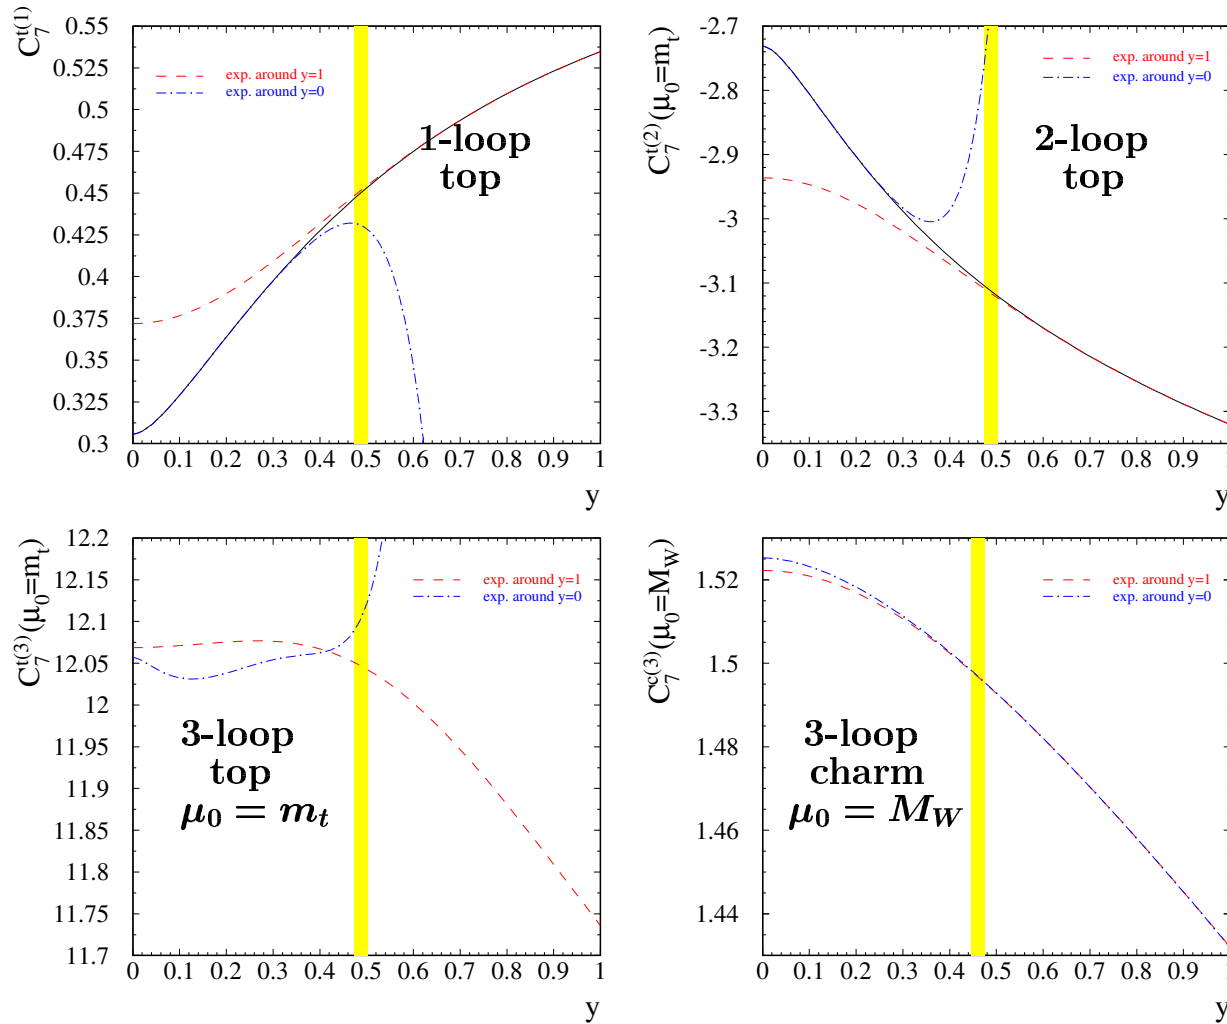 C₇ᵗ⁽¹⁾
0.55
0.525
0.5
0.475
0.45
0.425
0.4
0.375
0.35
0.325
0.3
exp. around y=1
exp. around y=0
1-loop
top
0 0.1 0.2 0.3 0.4 0.5 0.6 0.7 0.8 0.9 1
y
C₇ᵗ⁽²⁾(μ₀=mₜ)
-2.7
-2.8
-2.9
-3
-3.1
-3.2
-3.3
exp. around y=1
exp. around y=0
2-loop
top
0 0.1 0.2 0.3 0.4 0.5 0.6 0.7 0.8 0.9
y
C₇ᵗ⁽³⁾(μ₀=mₜ)
12.2
12.15
12.1
12.05
12
11.95
11.9
11.85
11.8
11.75
11.7
exp. around y=1
exp. around y=0
3-loop
top
μ₀ = mₜ
0 0.1 0.2 0.3 0.4 0.5 0.6 0.7 0.8 0.9 1
y
C₇ᶜ⁽³⁾(μ₀=M_W)
1.52
1.5
1.48
1.46
1.44
exp. around y=1
exp. around y=0
3-loop
charm
μ₀ = M_W
0 0.1 0.2 0.3 0.4 0.5 0.6 0.7 0.8 0.9
y